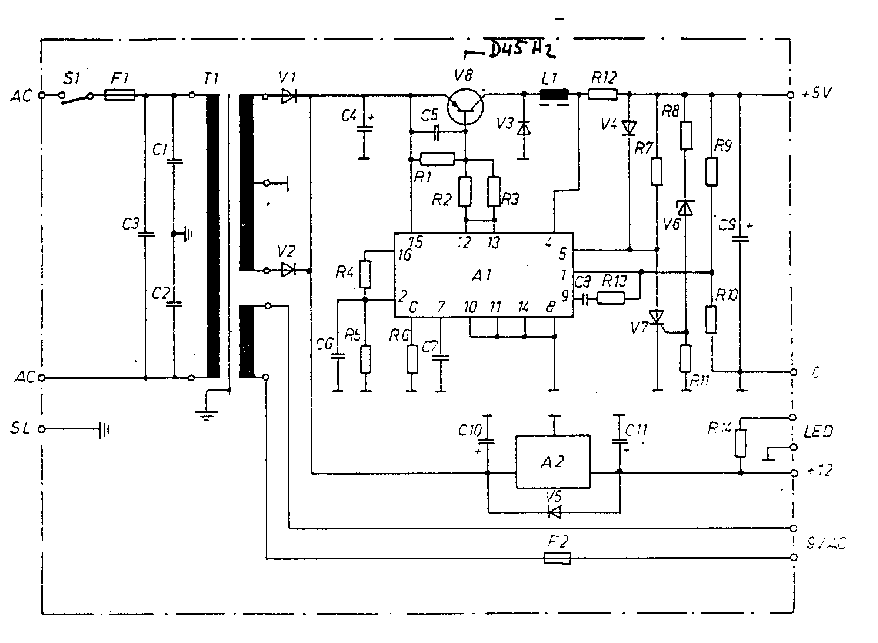 D45 Hz
AC S1 F1 T1 V1 C4 + C5 V8 V3 L1 R12 V4 R7 R8 R9 +5V
C1 R1 R2 R3 V6
C3 C9 +
15 12 13 4
V2 16 A1 5
R4 1
2 9 C8 R13
C2 6 7 10 11 14 8 R10
C6 R5 R6 C7 V7
AC R11
SL C10 + C11 + R14 LED
A2 +12
V5
F2 9VAC